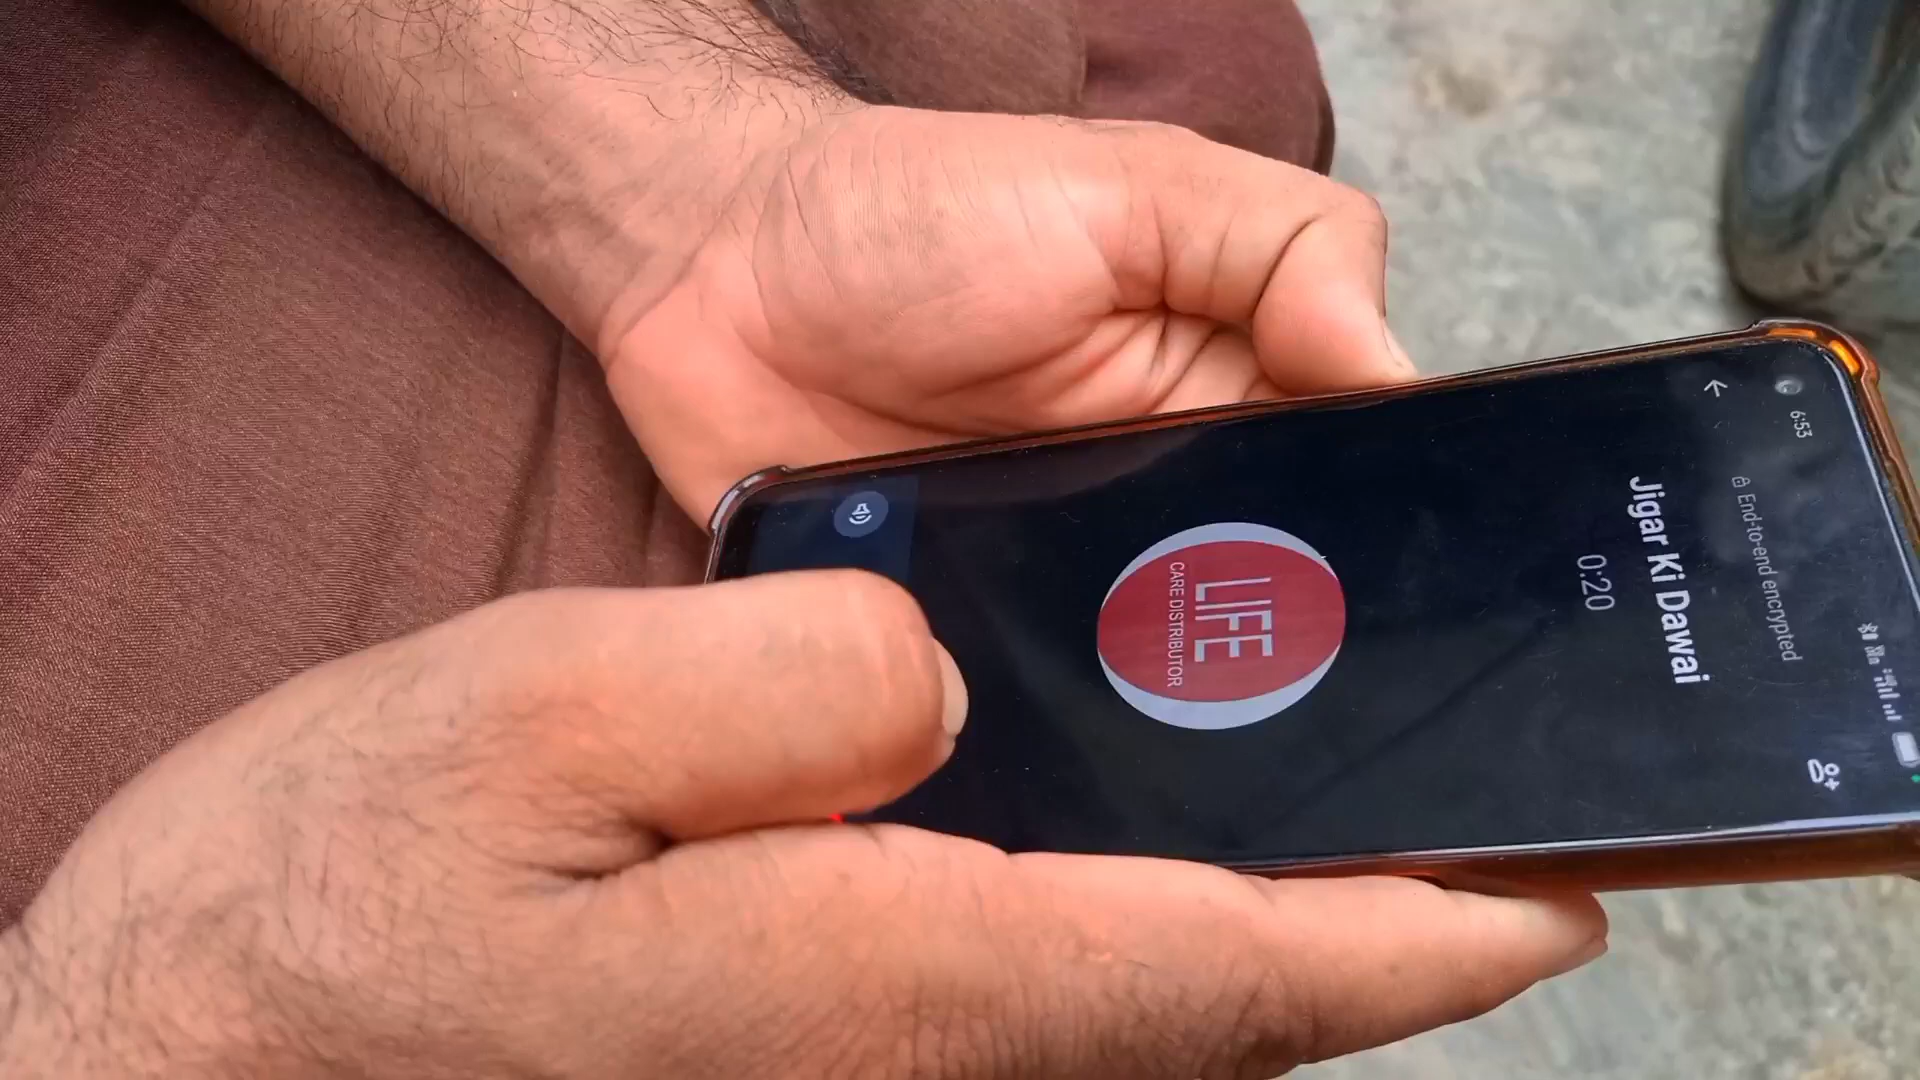 6:53
End-to-end encrypted
Jigar Ki Dawai
0:20
LIFE
CARE DISTRIBUTOR